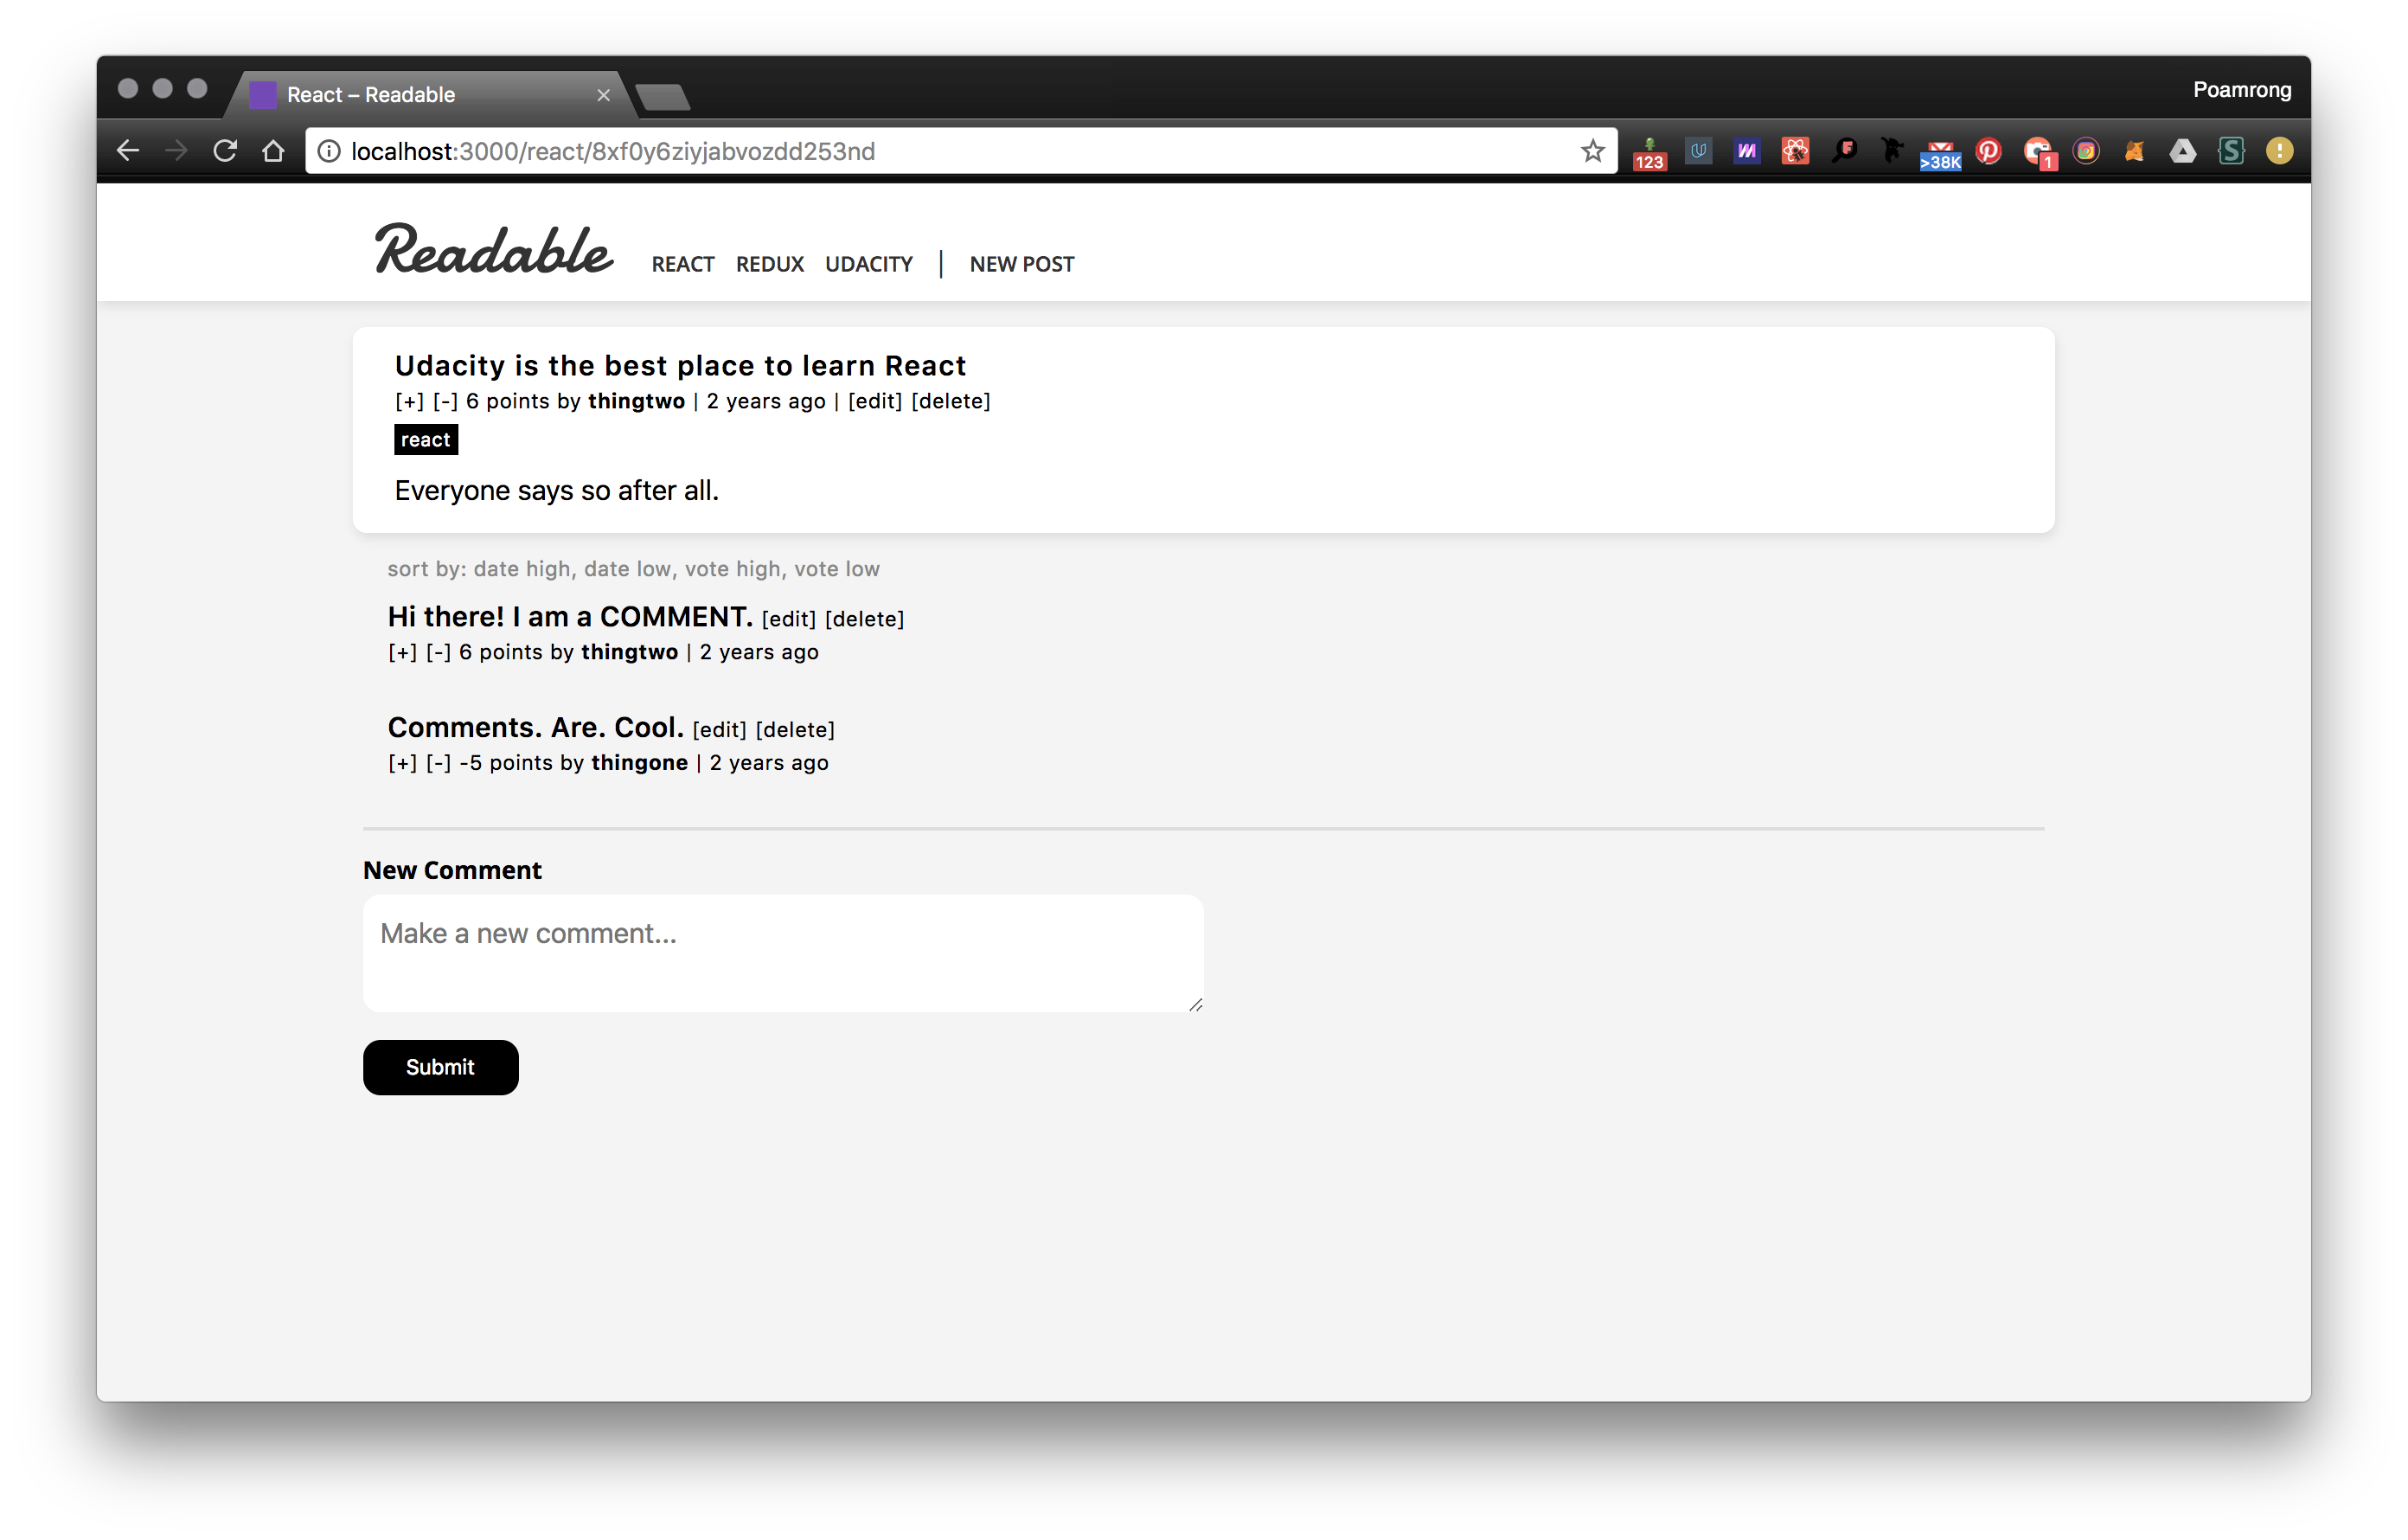 React – Readable
Poamrong
localhost:3000/react/8xf0y6ziyjabvozdd253nd
123
>38K
1
Readable REACT REDUX UDACITY | NEW POST
Udacity is the best place to learn React
[+] [-] 6 points by thingtwo | 2 years ago | [edit] [delete]
react
Everyone says so after all.
sort by: date high, date low, vote high, vote low
Hi there! I am a COMMENT. [edit] [delete]
[+] [-] 6 points by thingtwo | 2 years ago
Comments. Are. Cool. [edit] [delete]
[+] [-] -5 points by thingone | 2 years ago
New Comment
Make a new comment...
Submit